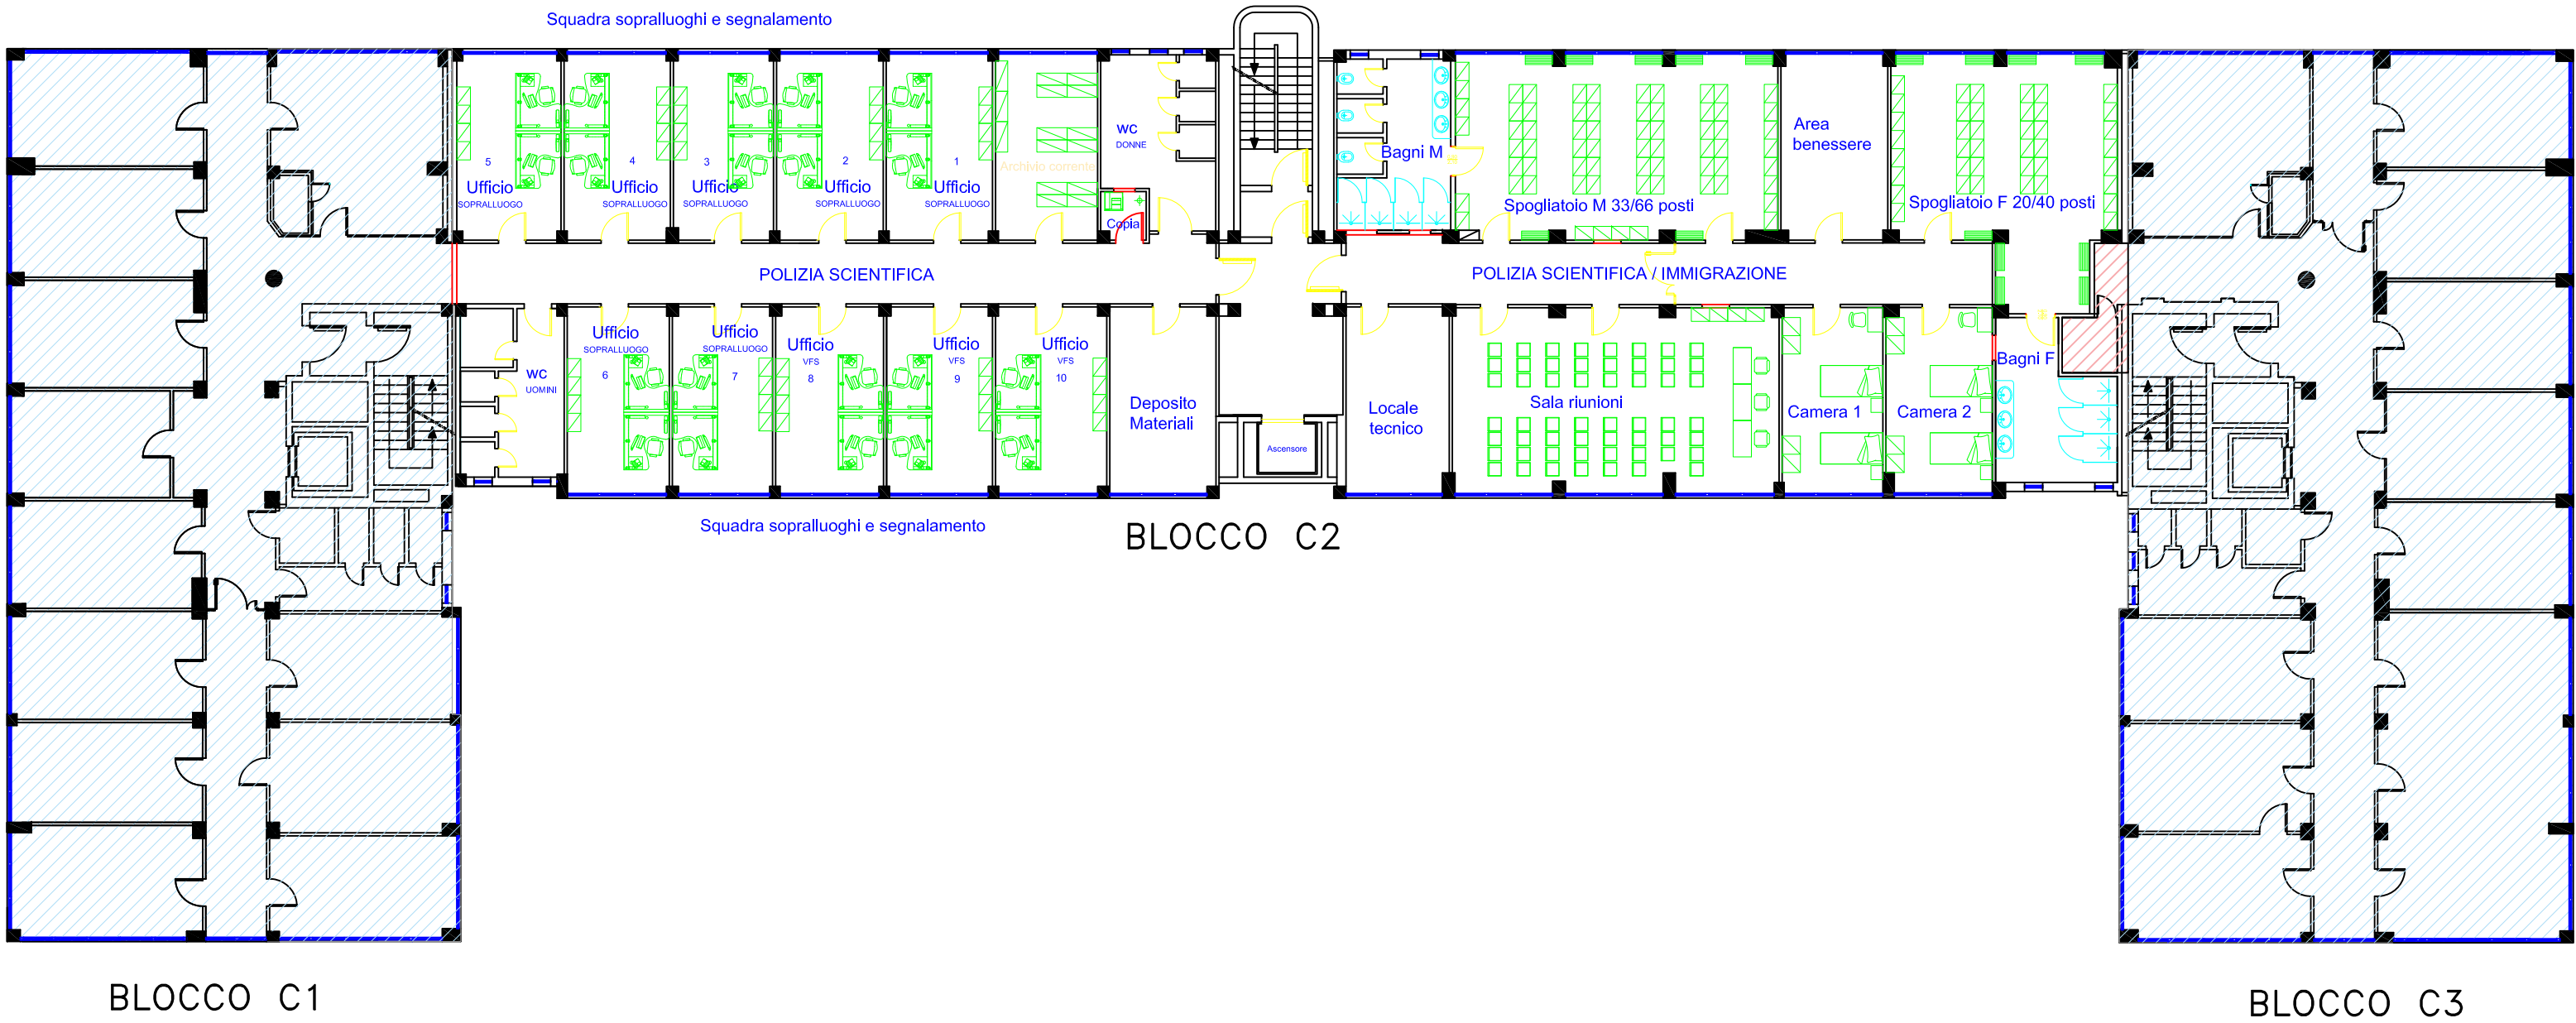 Squadra sopralluoghi e segnalamento
5
Ufficio
SOPRALLUOGO
4
Ufficio
SOPRALLUOGO
3
Ufficio
SOPRALLUOGO
2
Ufficio
SOPRALLUOGO
1
Ufficio
SOPRALLUOGO
Archivio corrente
WC
DONNE
Copia
Bagni M
Spogliatoio M 33/66 posti
Area
benessere
Spogliatoio F 20/40 posti
POLIZIA SCIENTIFICA
POLIZIA SCIENTIFICA / IMMIGRAZIONE
WC
UOMINI
Ufficio
SOPRALLUOGO
6
Ufficio
SOPRALLUOGO
7
Ufficio
VFS
8
Ufficio
VFS
9
Ufficio
VFS
10
Deposito
Materiali
Ascensore
Locale
tecnico
Sala riunioni
Camera 1
Camera 2
Bagni F
Squadra sopralluoghi e segnalamento
BLOCCO C2
BLOCCO C1
BLOCCO C3